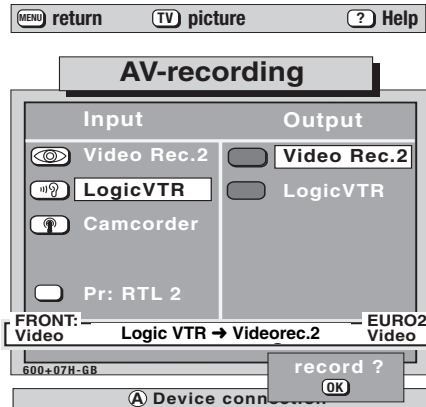 MENU return TV picture ? Help
AV-recording
Input Output
Video Rec.2 Video Rec.2
LogicVTR LogicVTR
Camcorder
Pr: RTL 2
FRONT: EURO2
Video Logic VTR ➜ Videorec.2 Video
600+07H-GB
record ?
OK
A Device connection